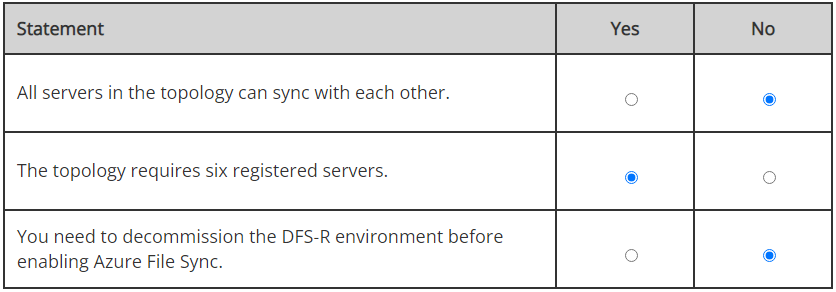 Statement Yes No
All servers in the topology can sync with each other.
The topology requires six registered servers.
You need to decommission the DFS-R environment before
enabling Azure File Sync.